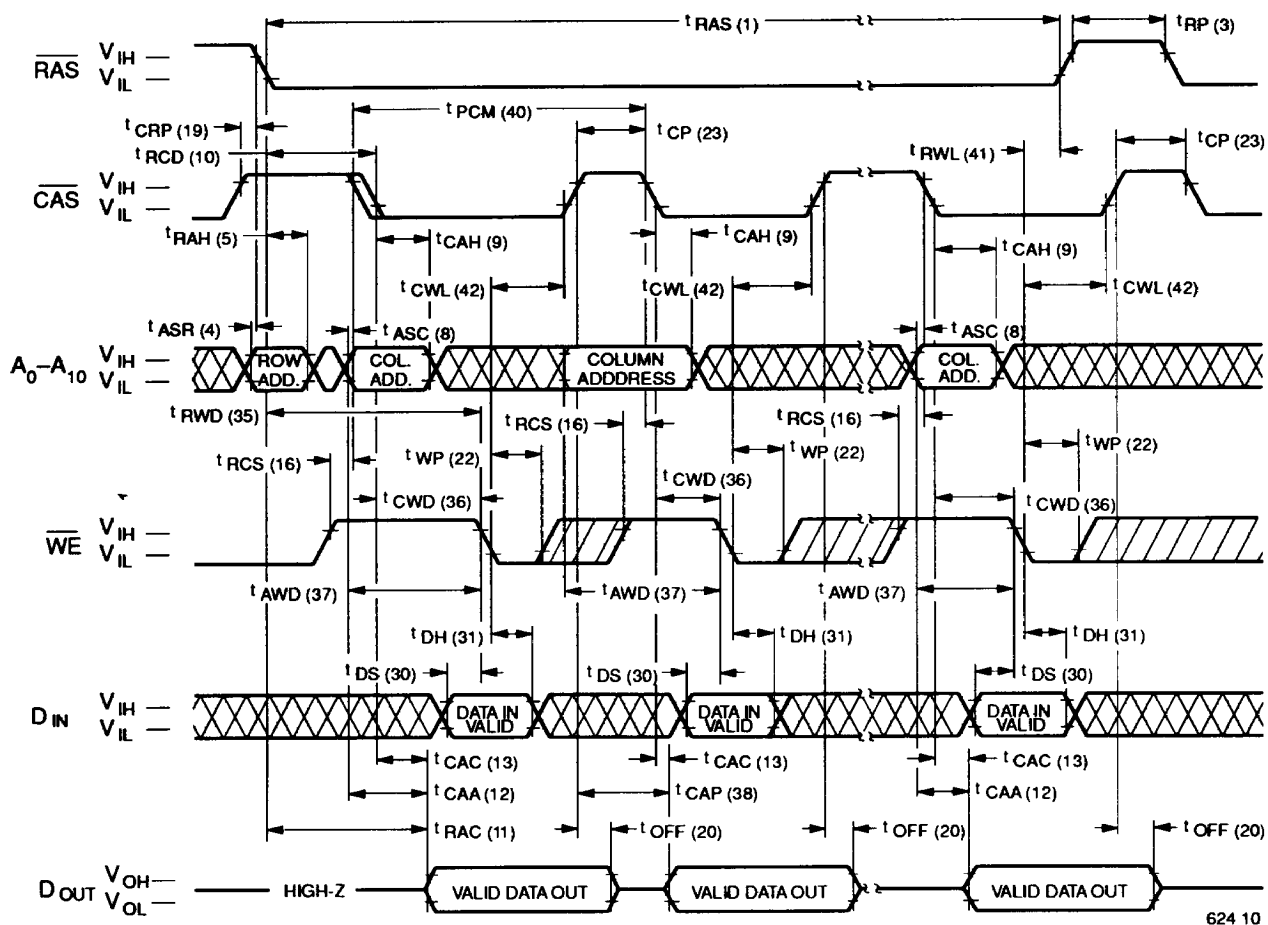 t RAS (1)
t RP (3)
RAS
V IH
V IL
t PCM (40)
t CRP (19)
t CP (23)
t RCD (10)
t RWL (41)
t CP (23)
CAS
V IH
V IL
t RAH (5)
t CAH (9)
t CAH (9)
t CAH (9)
t CWL (42)
t CWL (42)
t CWL (42)
t ASR (4)
t ASC (8)
t ASC (8)
A0–A10
V IH
V IL
ROW
ADD.
COL.
ADD.
COLUMN
ADDDRESS
COL.
ADD.
t RWD (35)
t RCS (16)
t RCS (16)
t RCS (16)
t WP (22)
t WP (22)
t WP (22)
t CWD (36)
t CWD (36)
t CWD (36)
WE
V IH
V IL
t AWD (37)
t AWD (37)
t AWD (37)
t DH (31)
t DH (31)
t DH (31)
t DS (30)
t DS (30)
t DS (30)
D IN
V IH
V IL
DATA IN
VALID
DATA IN
VALID
DATA IN
VALID
t CAC (13)
t CAC (13)
t CAC (13)
t CAA (12)
t CAP (38)
t CAA (12)
t RAC (11)
t OFF (20)
t OFF (20)
t OFF (20)
D OUT
V OH
V OL
HIGH-Z
VALID DATA OUT
VALID DATA OUT
VALID DATA OUT
624 10